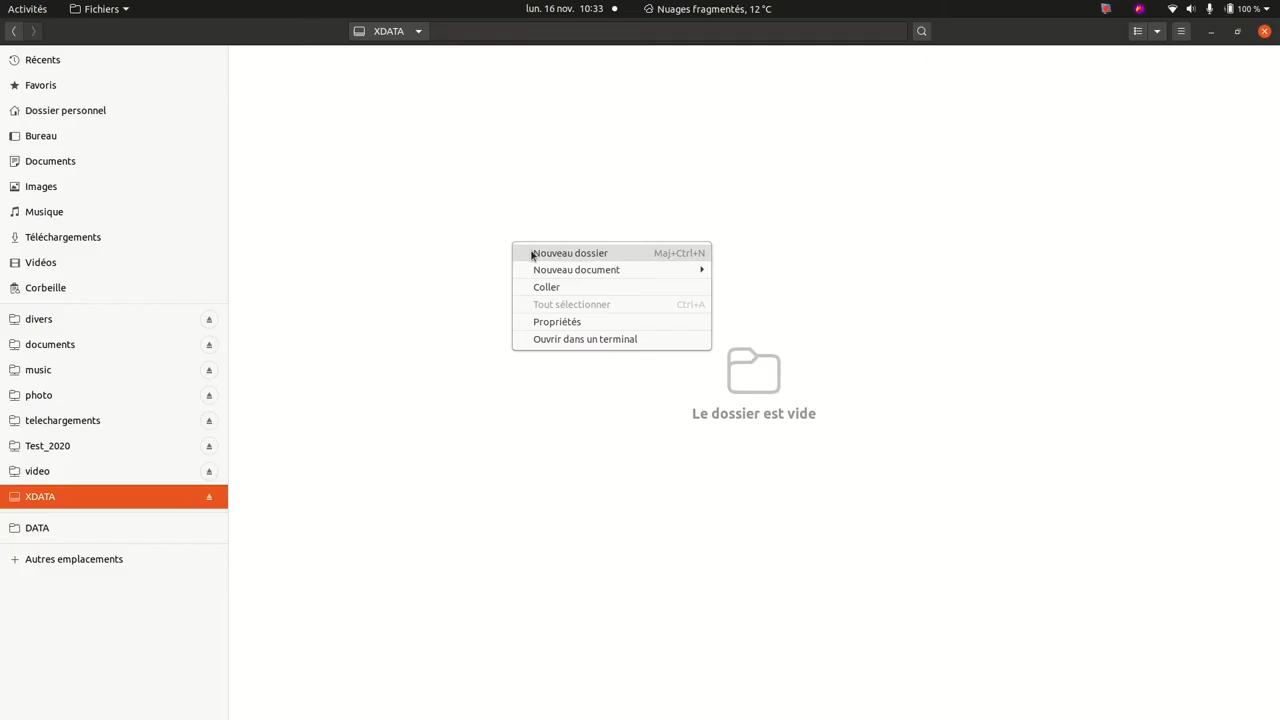 Activités Fichiers lun. 16 nov. 10:33 Nuages fragmentés, 12 °C 100 %
XDATA
Récents
Favoris
Dossier personnel
Bureau
Documents
Images
Musique
Téléchargements
Vidéos
Corbeille
divers
documents
music
photo
telechargements
Test_2020
video
XDATA
DATA
Autres emplacements
Nouveau dossier Maj+Ctrl+N
Nouveau document
Coller
Tout sélectionner Ctrl+A
Propriétés
Ouvrir dans un terminal
Le dossier est vide